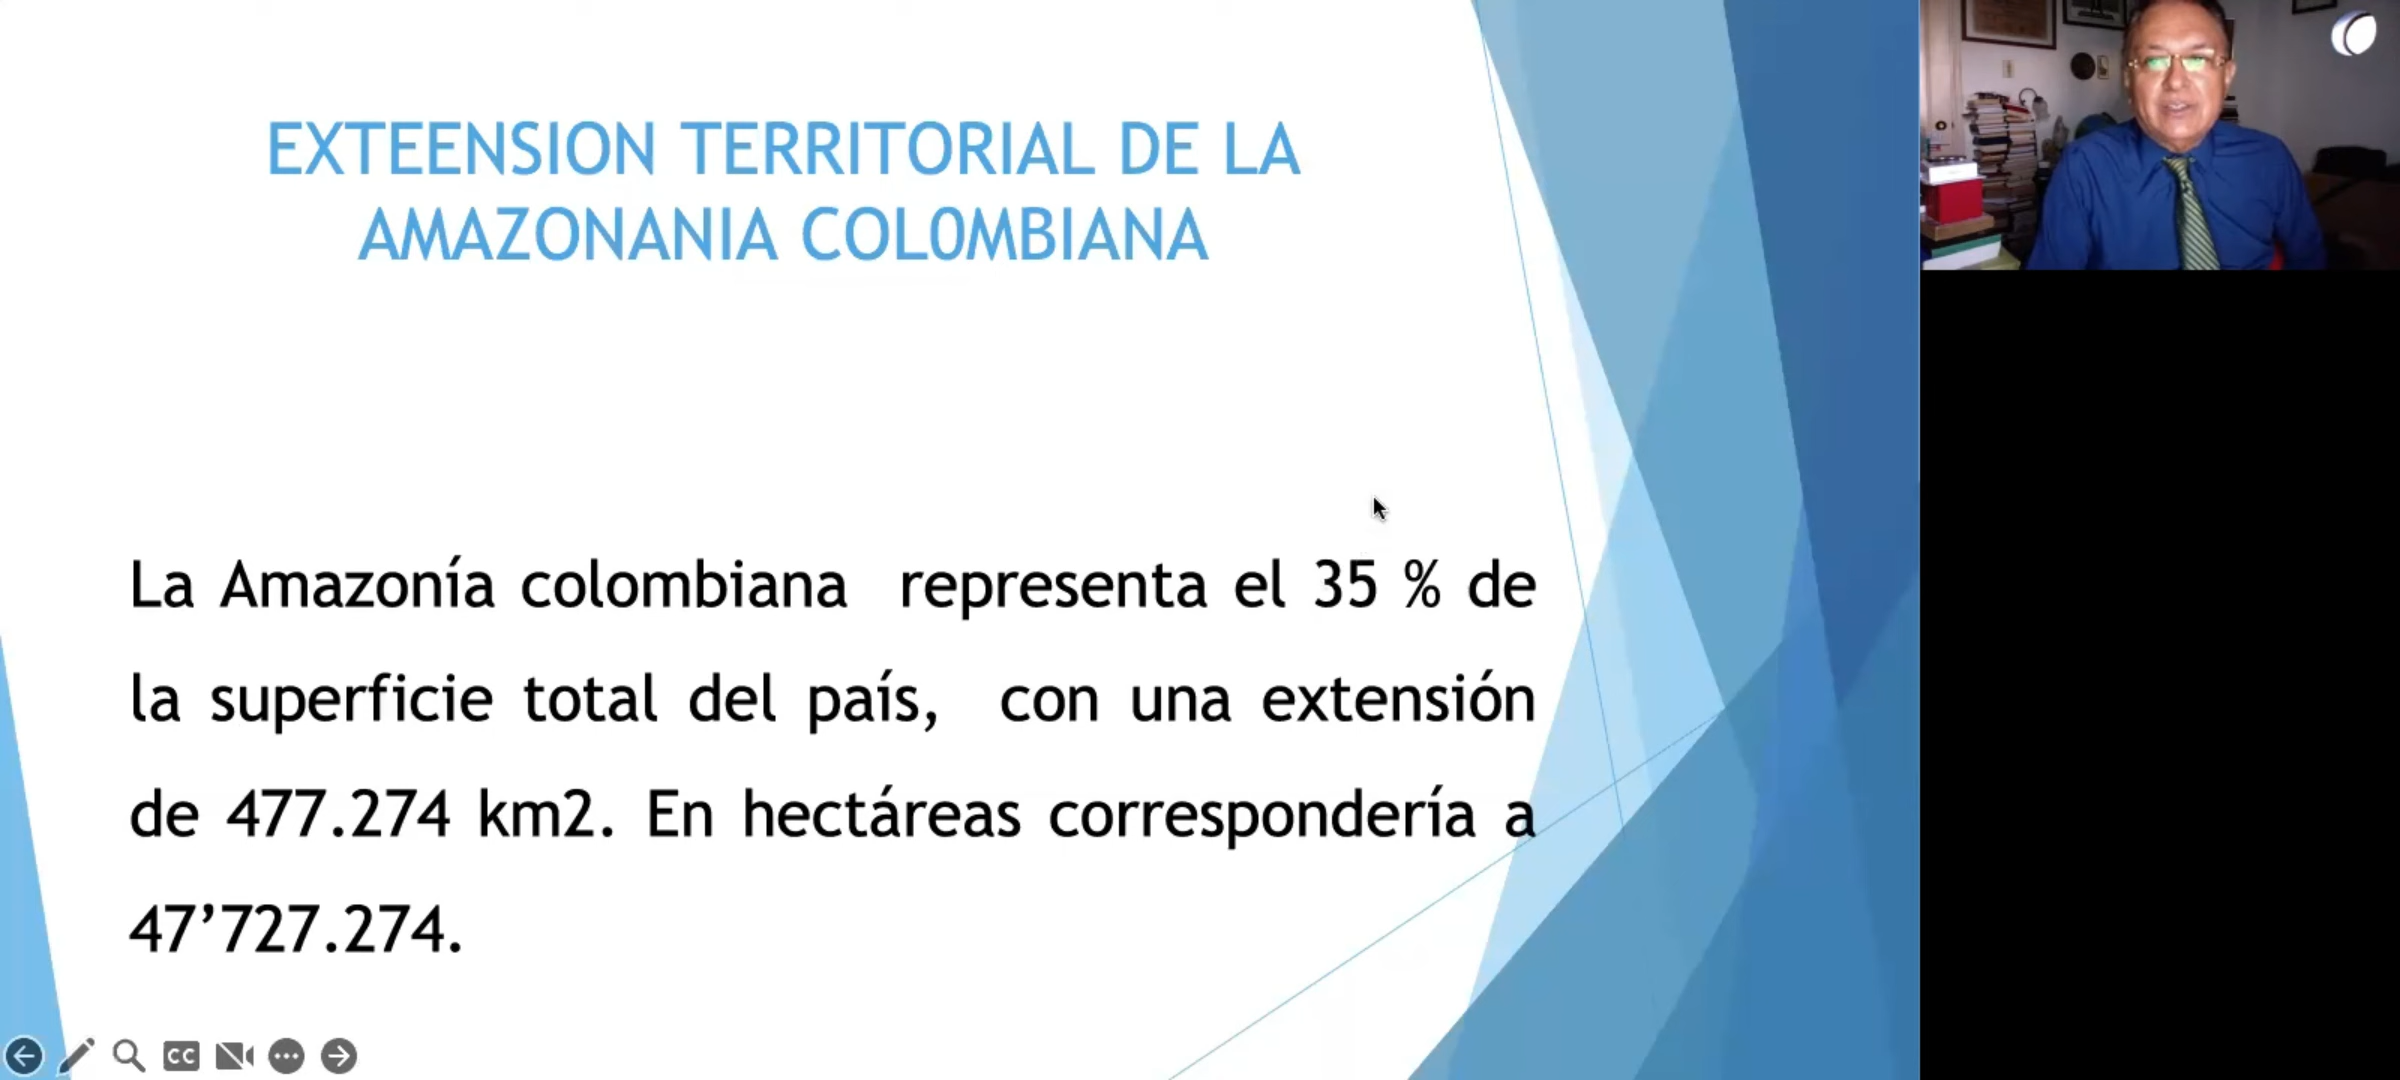 EXTEENSION TERRITORIAL DE LA
AMAZONANIA COL0MBIANA
La Amazonía colombiana representa el 35 % de
la superficie total del país, con una extensión
de 477.274 km2. En hectáreas correspondería a
47’727.274.
CC